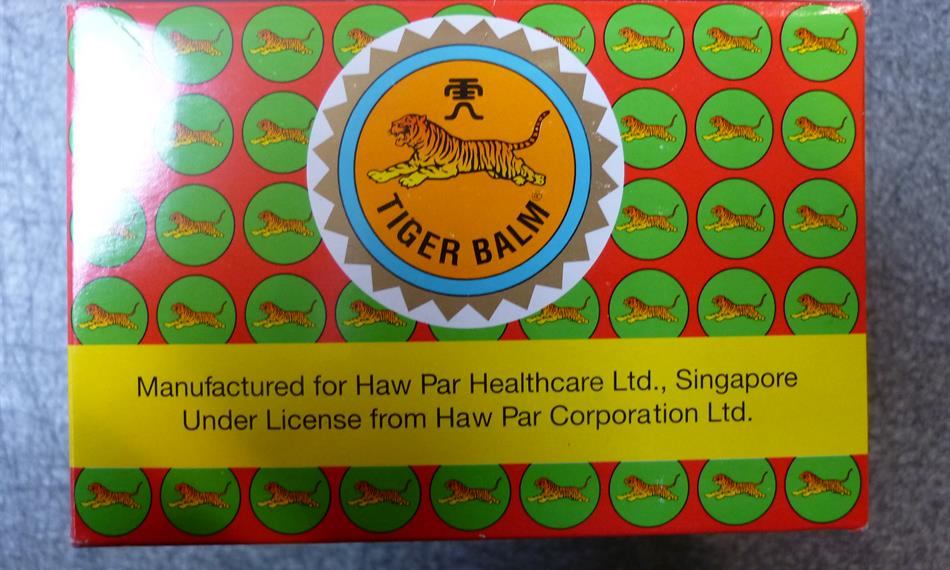 虎
TIGER BALM®
Manufactured for Haw Par Healthcare Ltd., Singapore
Under License from Haw Par Corporation Ltd.